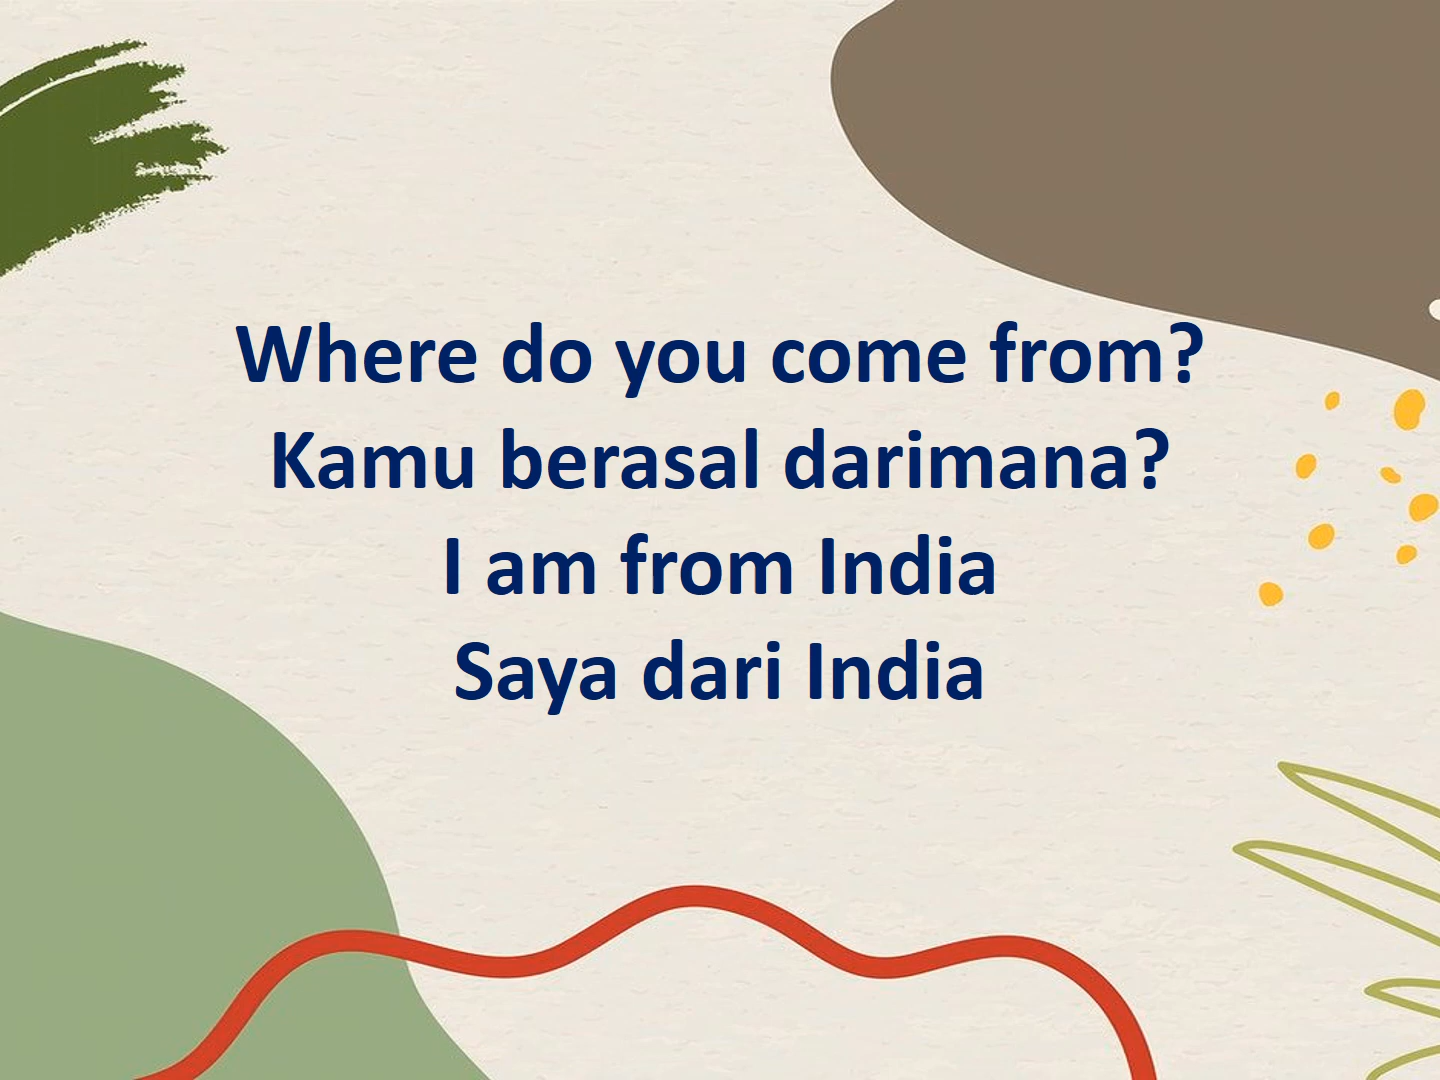 Where do you come from?
Kamu berasal darimana?
I am from India
Saya dari India